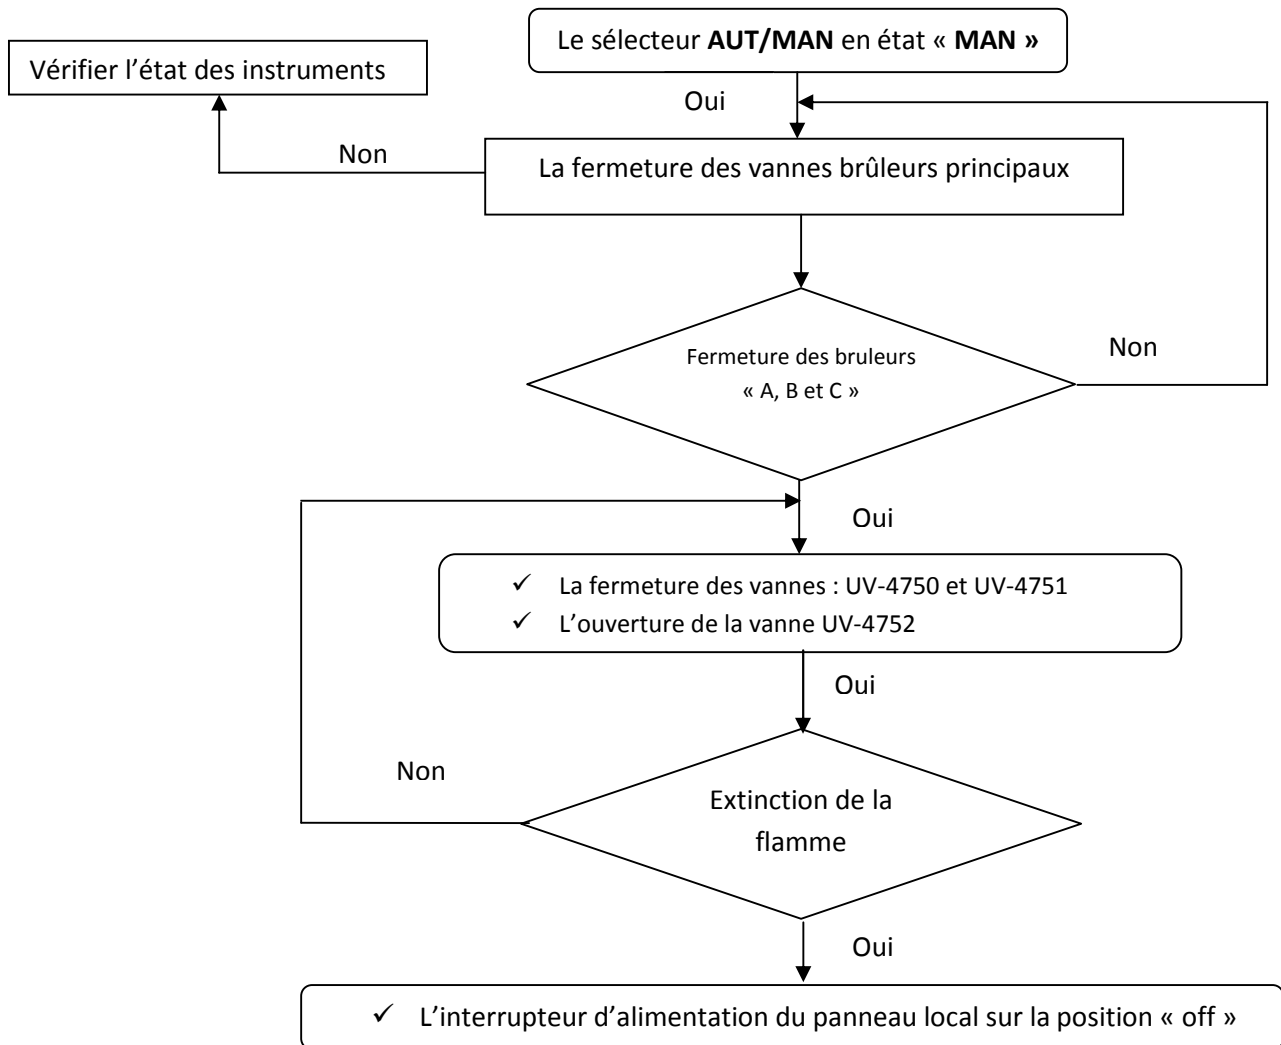 Le sélecteur AUT/MAN en état « MAN »
Vérifier l'état des instruments
Oui
Non
La fermeture des vannes brûleurs principaux
Fermeture des bruleurs
« A, B et C »
Non
Oui
✓ La fermeture des vannes : UV-4750 et UV-4751
✓ L'ouverture de la vanne UV-4752
Oui
Non
Extinction de la
flamme
Oui
✓ L'interrupteur d'alimentation du panneau local sur la position « off »